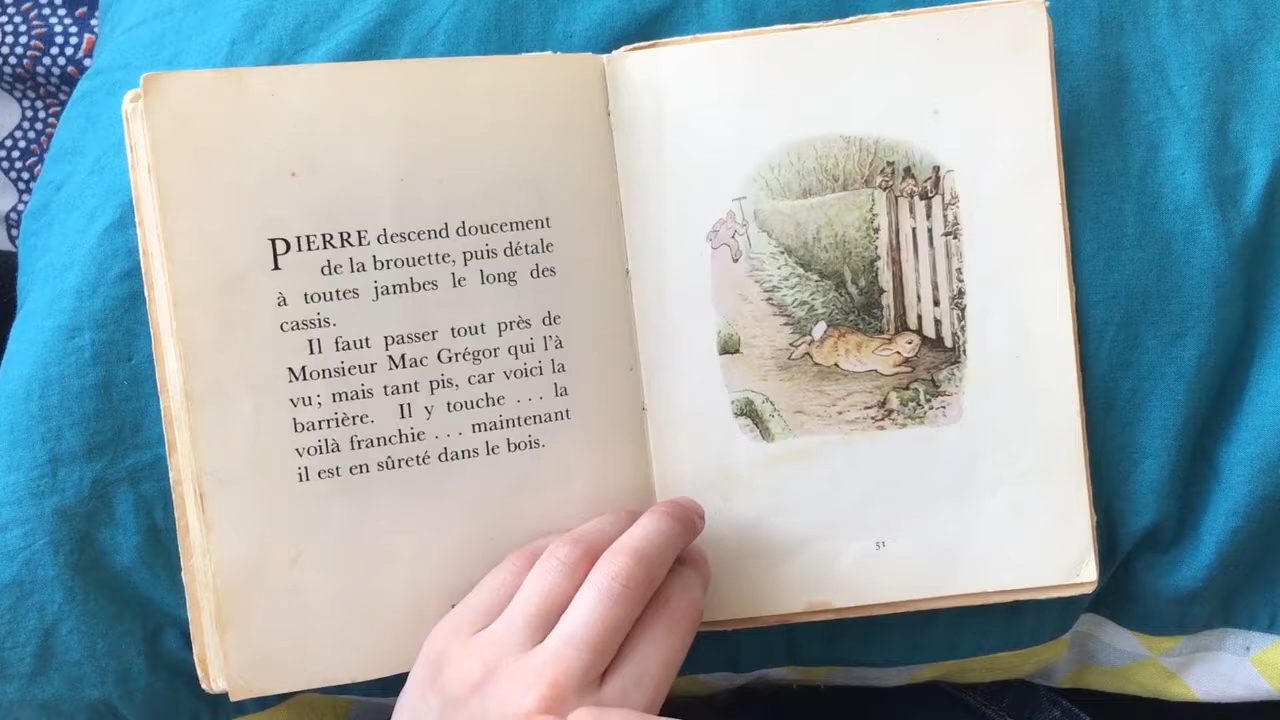 PIERRE descend doucement
de la brouette, puis détale
à toutes jambes le long des
cassis.
Il faut passer tout près de
Monsieur Mac Grégor qui l'à
vu; mais tant pis, car voici la
barrière. Il y touche . . . la
voilà franchie . . . maintenant
il est en sûreté dans le bois.
51